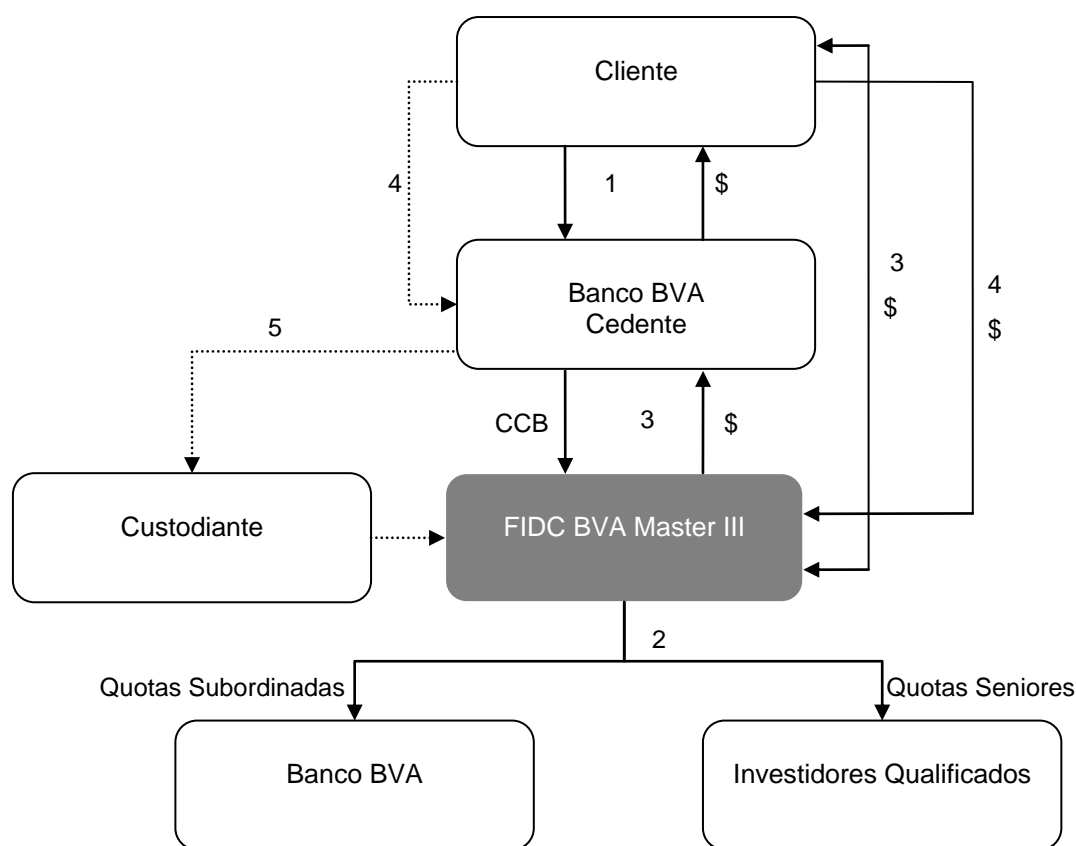 Cliente
4
1
$
3
$
4
$
Banco BVA
Cedente
5
CCB
3
$
Custodiante
FIDC BVA Master III
2
Quotas Subordinadas
Quotas Seniores
Banco BVA
Investidores Qualificados